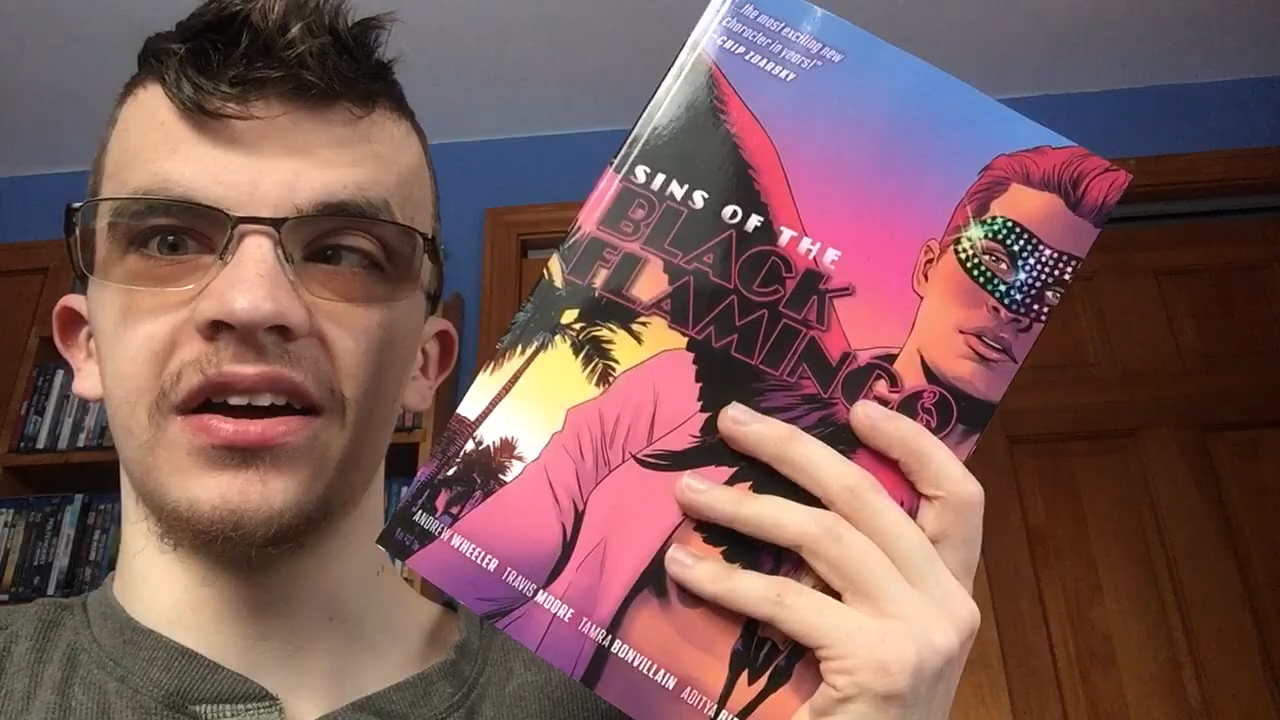 "...the most exciting new
character in years!"
—CHIP ZDARSKY
SINS OF THE
BLACK
FLAMINGO
ANDREW WHEELER TRAVIS MOORE TAMRA BONVILLAIN ADITYA